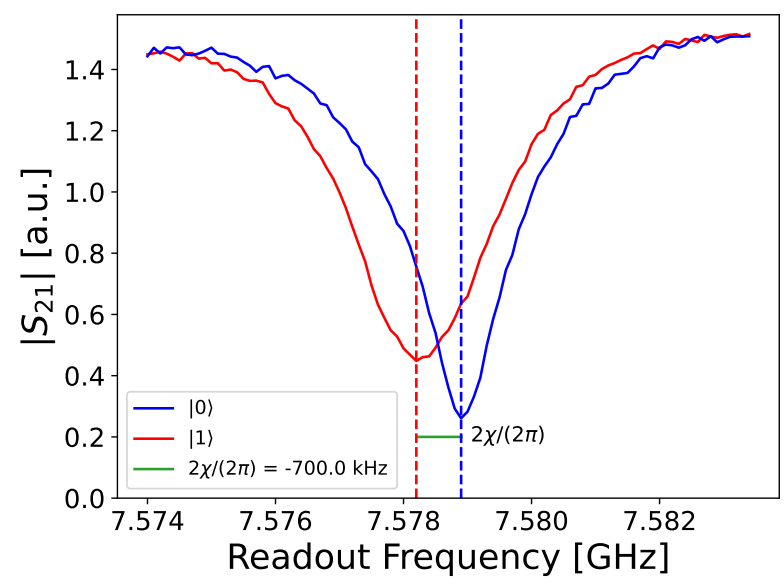 |S₂₁| [a.u.]
1.4
1.2
1.0
0.8
0.6
0.4
0.2
0.0
|0⟩
|1⟩
2χ/(2π) = -700.0 kHz
2χ/(2π)
7.574 7.576 7.578 7.580 7.582
Readout Frequency [GHz]